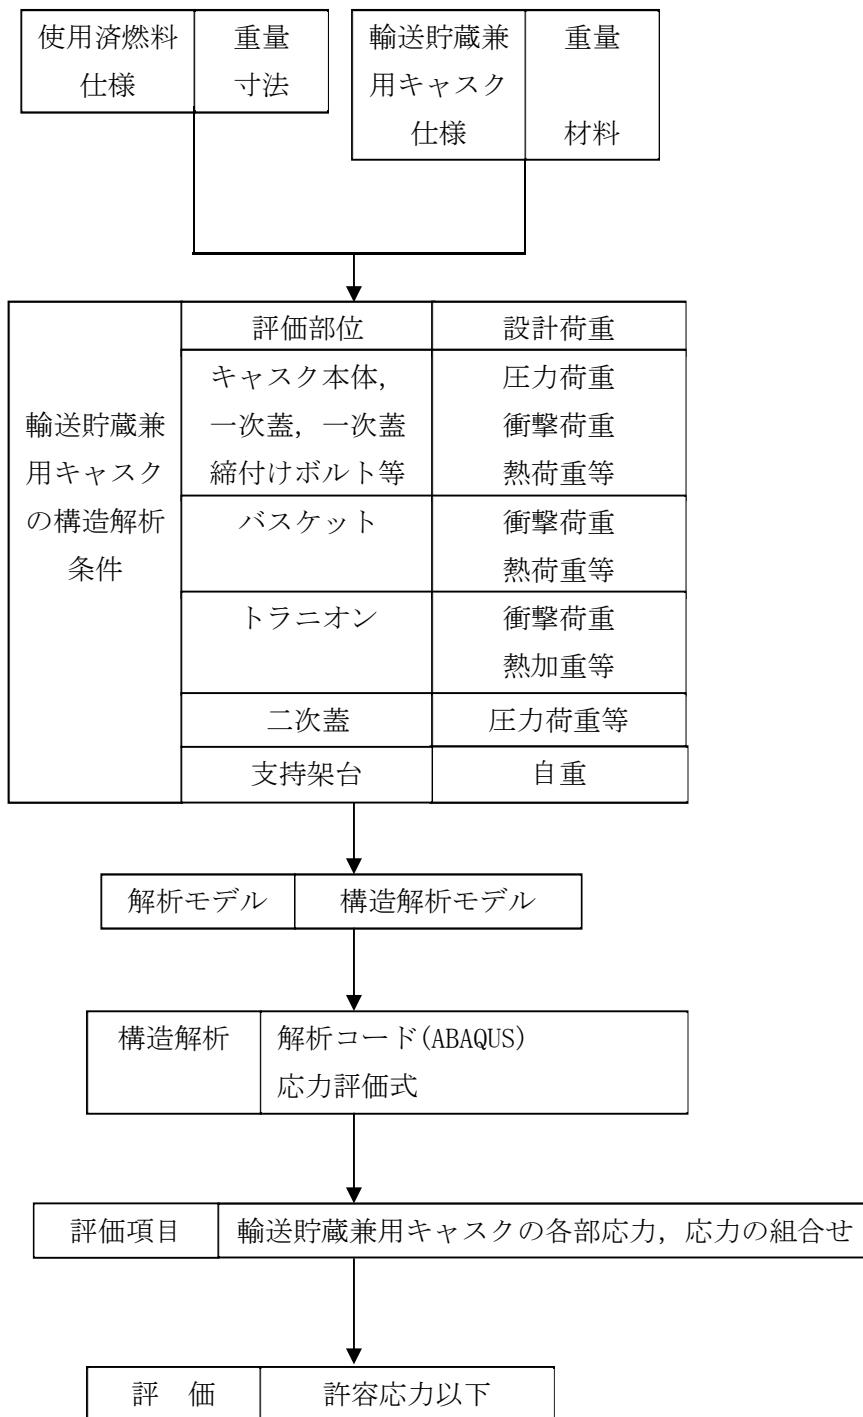 使用済燃料
仕様
重量
寸法
輸送貯蔵兼
用キャスク
仕様
重量
材料
輸送貯蔵兼
用キャスク
の構造解析
条件
評価部位
設計荷重
キャスク本体，
一次蓋，一次蓋
締付けボルト等
圧力荷重
衝撃荷重
熱荷重等
バスケット
衝撃荷重
熱荷重等
トラニオン
衝撃荷重
熱加重等
二次蓋
圧力荷重等
支持架台
自重
解析モデル
構造解析モデル
構造解析
解析コード(ABAQUS)
応力評価式
評価項目
輸送貯蔵兼用キャスクの各部応力，応力の組合せ
評　価
許容応力以下